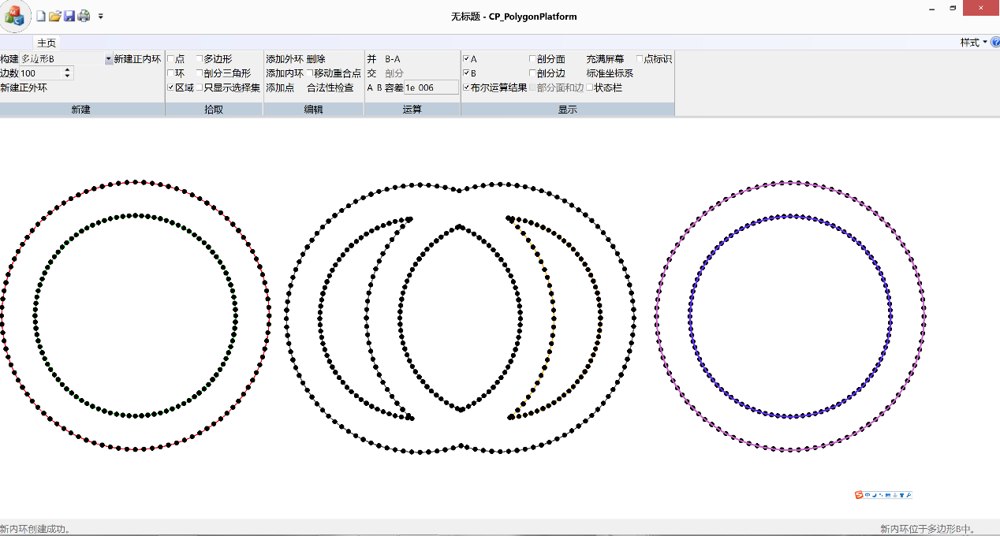 无标题 - CP_PolygonPlatform
主页
样式
构建 多边形B 新建正内环
边数 100
新建正外环
新建
点 多边形
环 剖分三角形
区域 只显示选择集
拾取
添加外环 删除
添加内环 移动重合点
添加点 合法性检查
编辑
并 B-A
交 剖分
A B 容差 1e 006
运算
A 剖分面 充满屏幕 点标识
B 剖分边 标准坐标系
布尔运算结果 部分面和边 状态栏
显示
中
新内环创建成功。
新内环位于多边形B中。